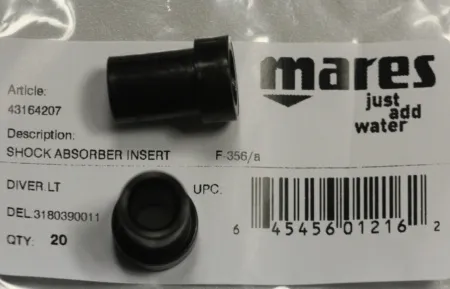 mares
just
add
water
Article:
43164207
Description:
SHOCK ABSORBER INSERT F-356/8
DIVER.LT UPC.
DEL.3180390011
QTY: 20
6 45456 01216 2